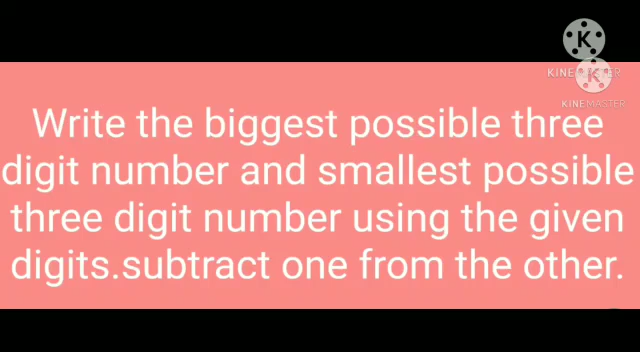 K
KINEMASTER
K
KINEMASTER
Write the biggest possible three
digit number and smallest possible
three digit number using the given
digits.subtract one from the other.